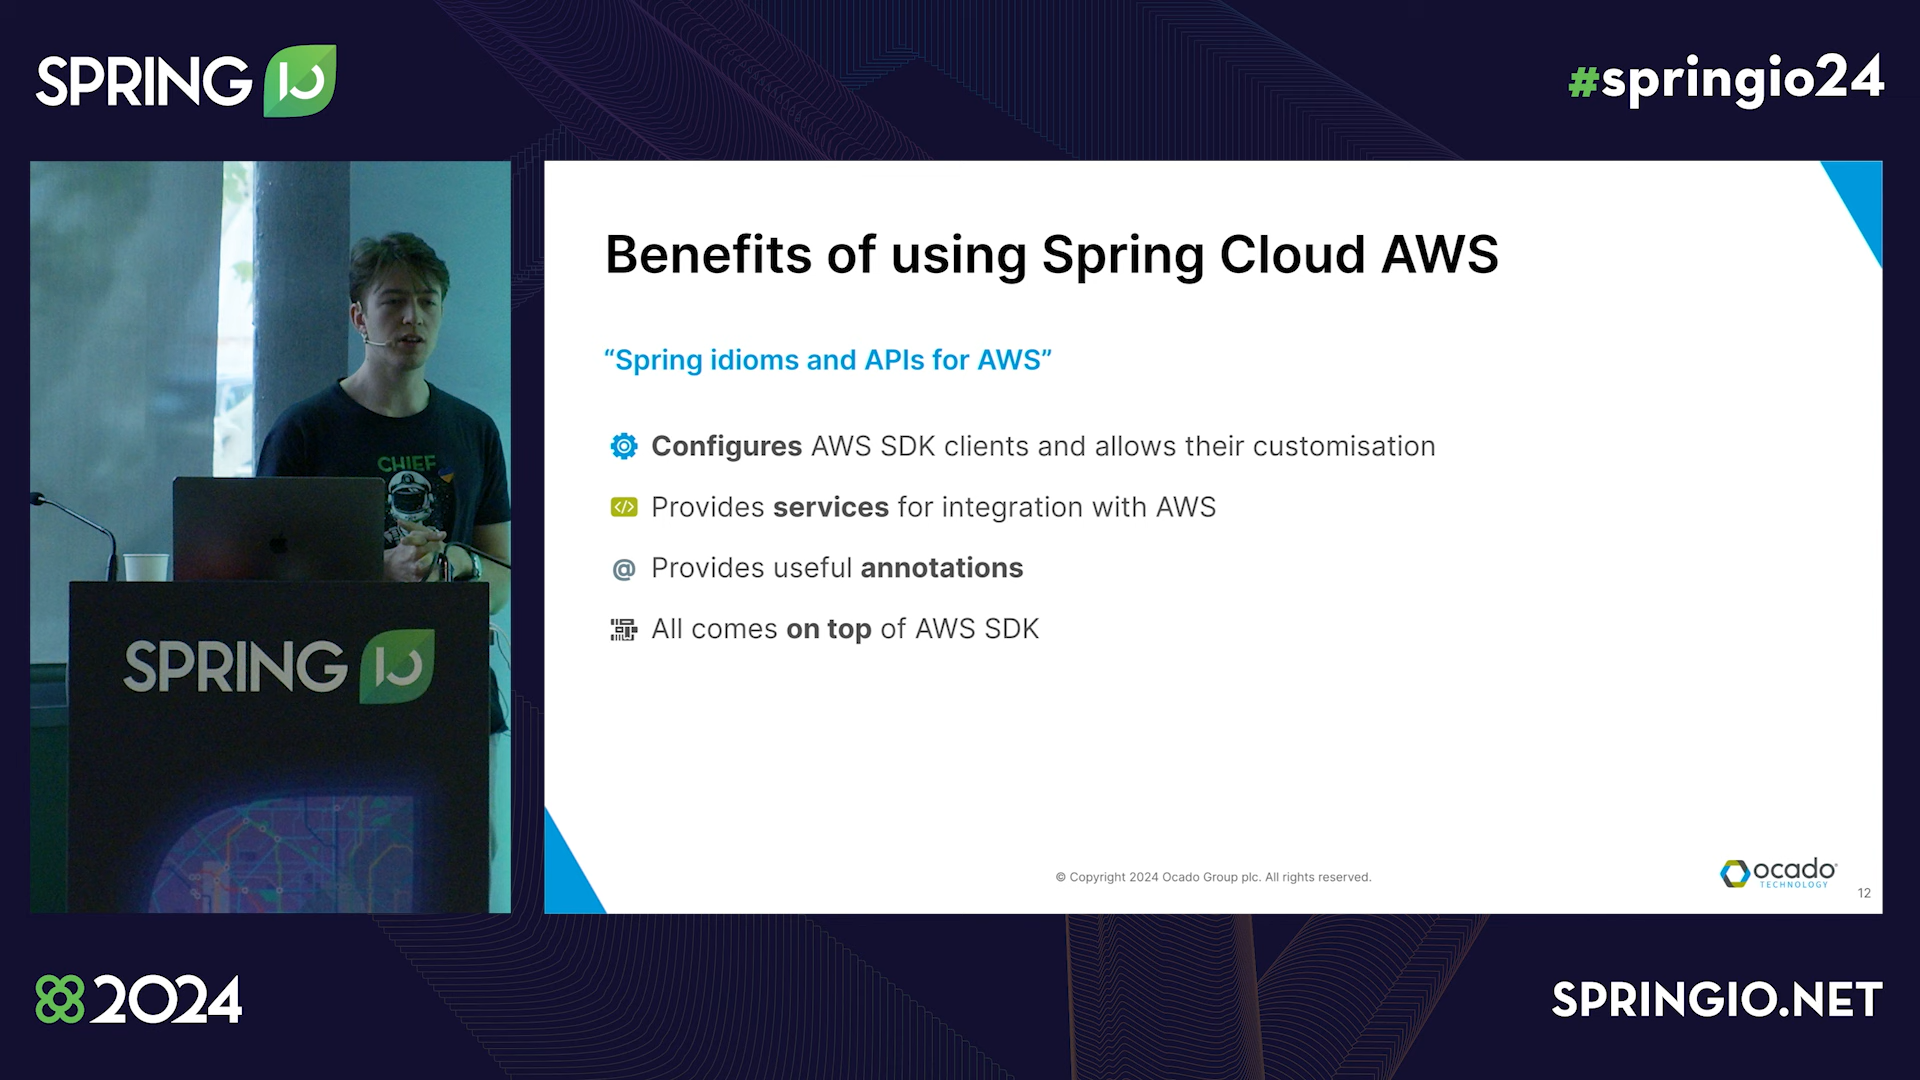 SPRING IO
#springio24
Benefits of using Spring Cloud AWS
“Spring idioms and APIs for AWS”
Configures AWS SDK clients and allows their customisation
</> Provides services for integration with AWS
@ Provides useful annotations
All comes on top of AWS SDK
© Copyright 2024 Ocado Group plc. All rights reserved.
ocado
TECHNOLOGY
12
CHIEF
SPRING IO
2024
SPRINGIO.NET